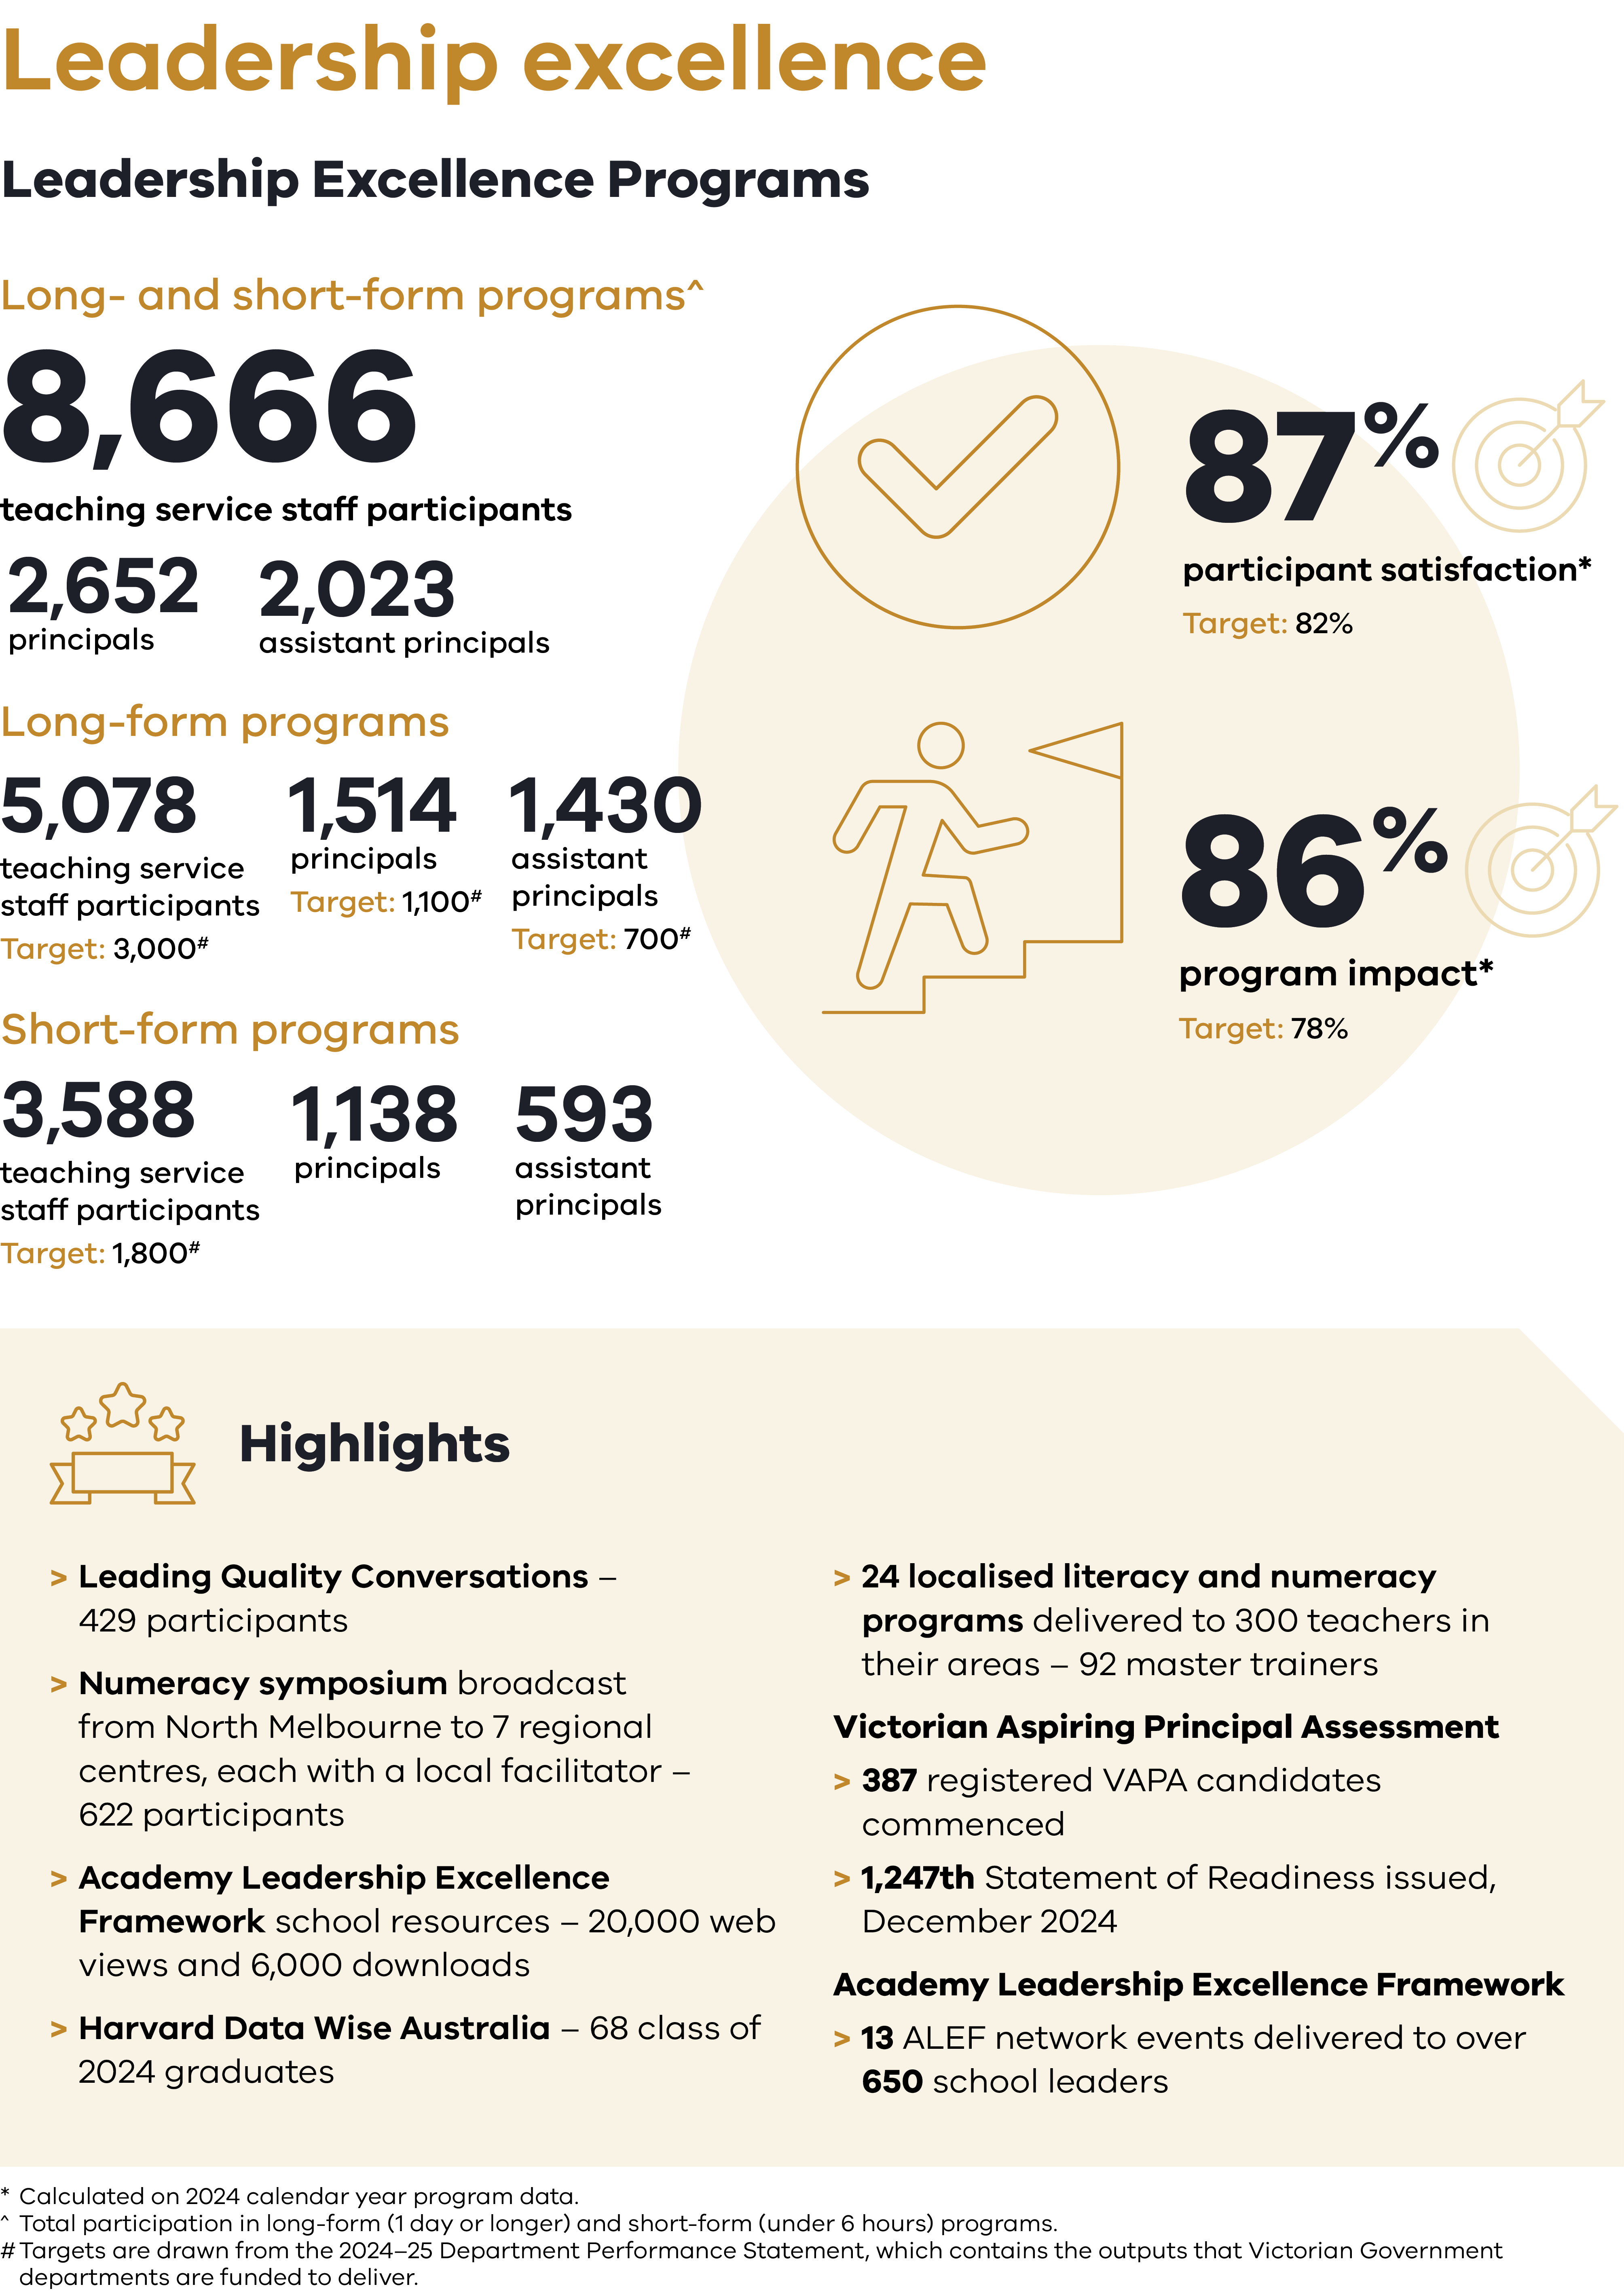 Leadership excellence
Leadership Excellence Programs
Long- and short-form programs^
8,666
teaching service staff participants
2,652
principals
2,023
assistant principals
Long-form programs
5,078
teaching service
staff participants
Target: 3,000#
1,514
principals
Target: 1,100#
1,430
assistant
principals
Target: 700#
Short-form programs
3,588
teaching service
staff participants
Target: 1,800#
1,138
principals
593
assistant
principals
87%
participant satisfaction*
Target: 82%
86%
program impact*
Target: 78%
Highlights
> Leading Quality Conversations –
429 participants
> Numeracy symposium broadcast
from North Melbourne to 7 regional
centres, each with a local facilitator –
622 participants
> Academy Leadership Excellence
Framework school resources – 20,000 web
views and 6,000 downloads
> Harvard Data Wise Australia – 68 class of
2024 graduates
> 24 localised literacy and numeracy
programs delivered to 300 teachers in
their areas – 92 master trainers
Victorian Aspiring Principal Assessment
> 387 registered VAPA candidates
commenced
> 1,247th Statement of Readiness issued,
December 2024
Academy Leadership Excellence Framework
> 13 ALEF network events delivered to over
650 school leaders
* Calculated on 2024 calendar year program data.
^ Total participation in long-form (1 day or longer) and short-form (under 6 hours) programs.
# Targets are drawn from the 2024–25 Department Performance Statement, which contains the outputs that Victorian Government
departments are funded to deliver.